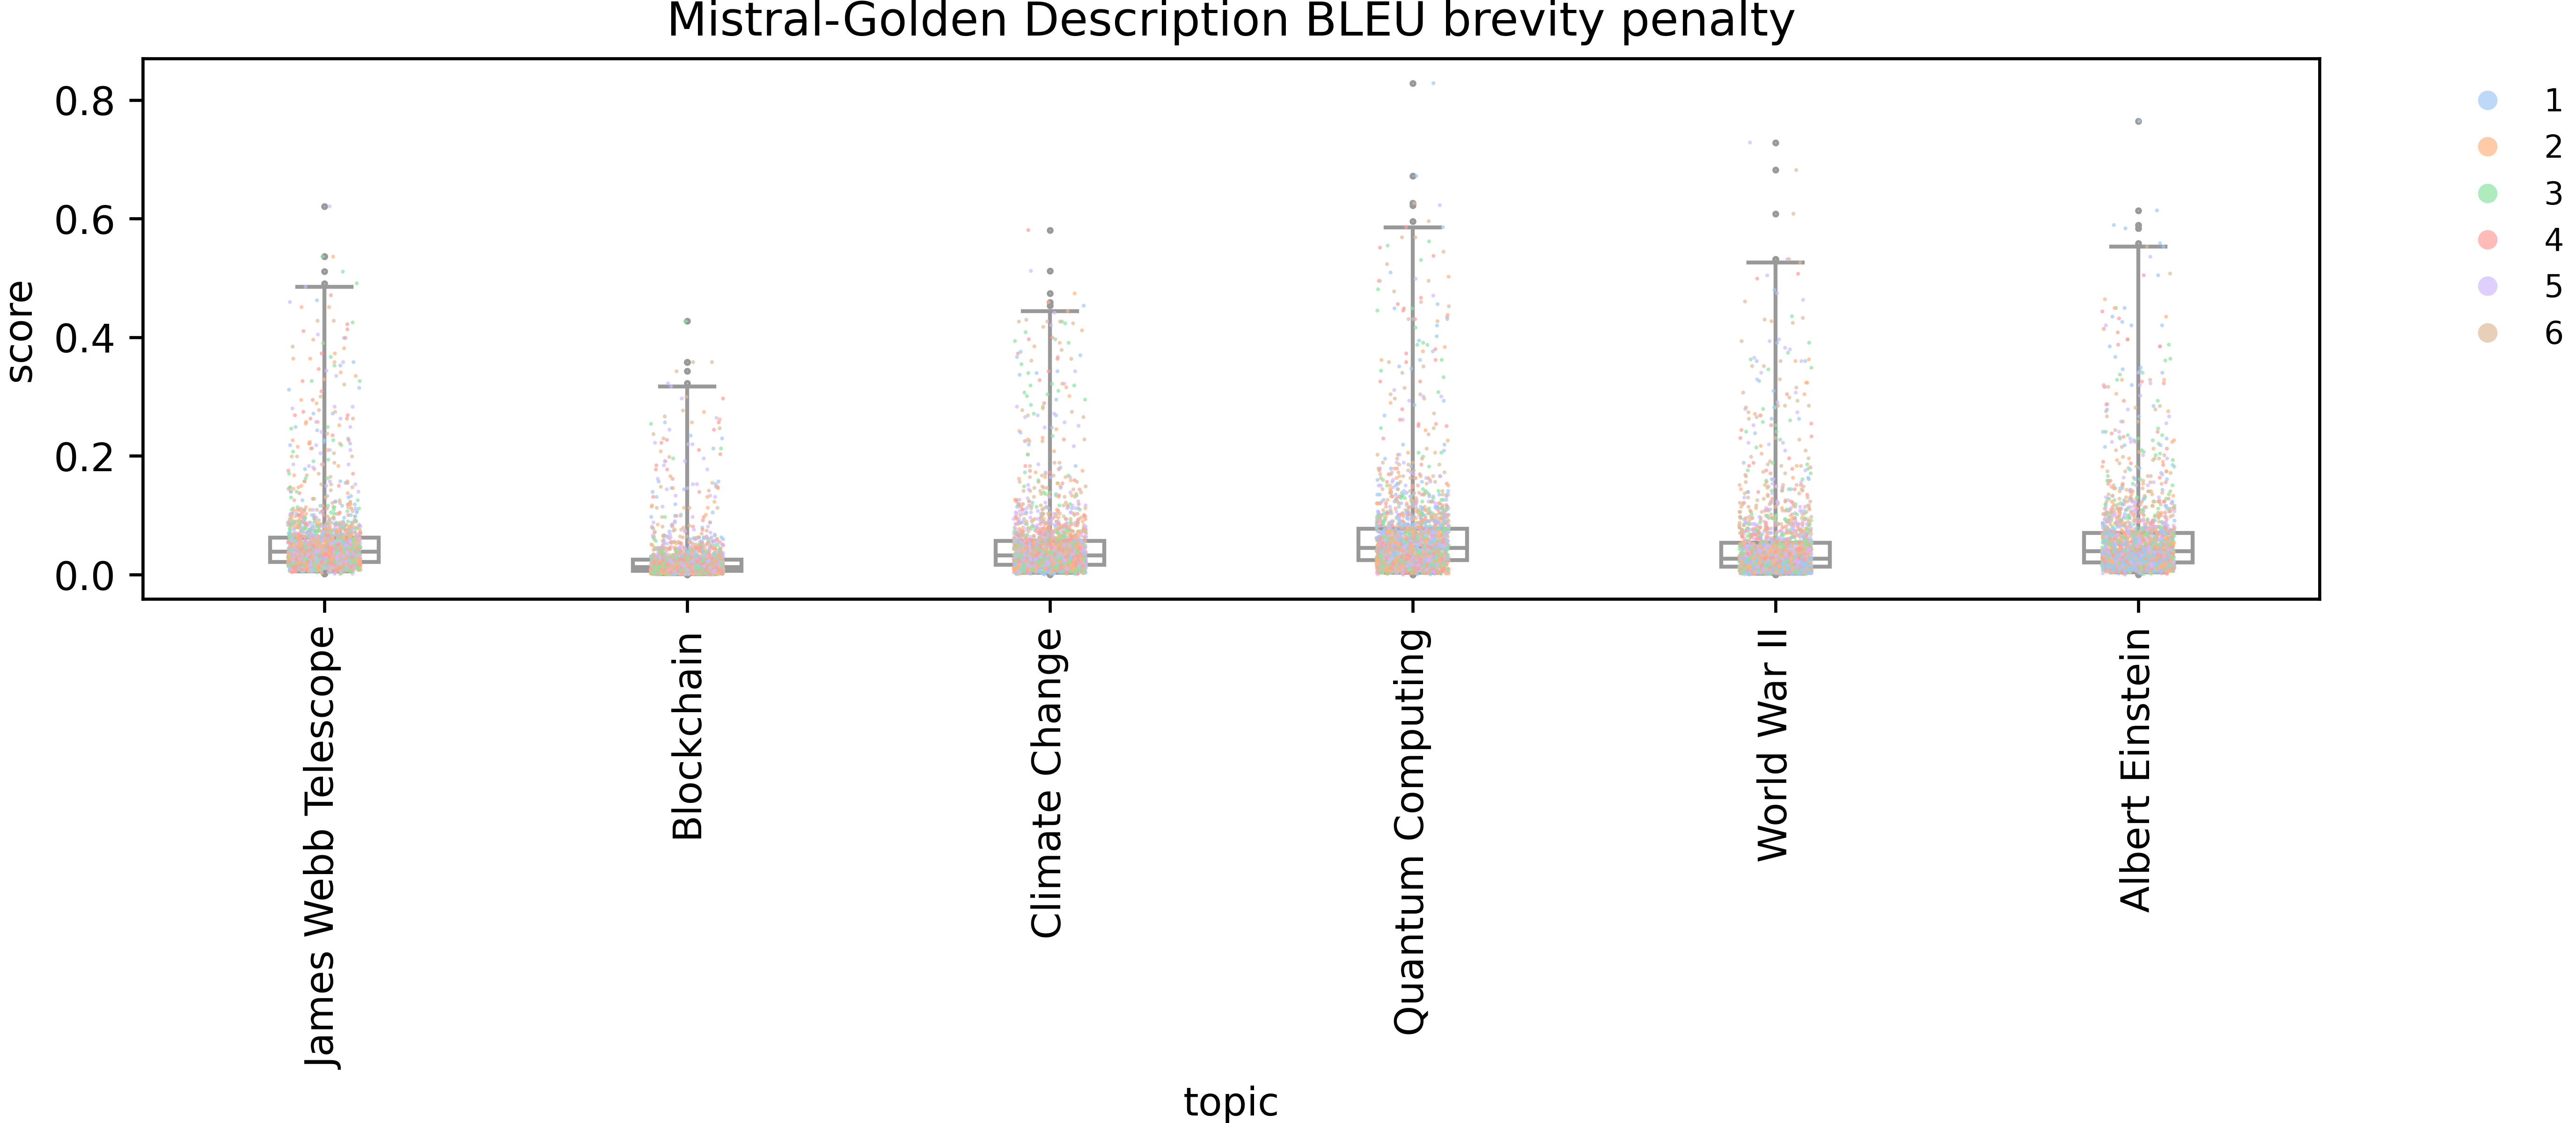 Mistral-Golden Description BLEU brevity penalty
score
0.8
0.6
0.4
0.2
0.0
1
2
3
4
5
6
James Webb Telescope
Blockchain
Climate Change
Quantum Computing
World War II
Albert Einstein
topic